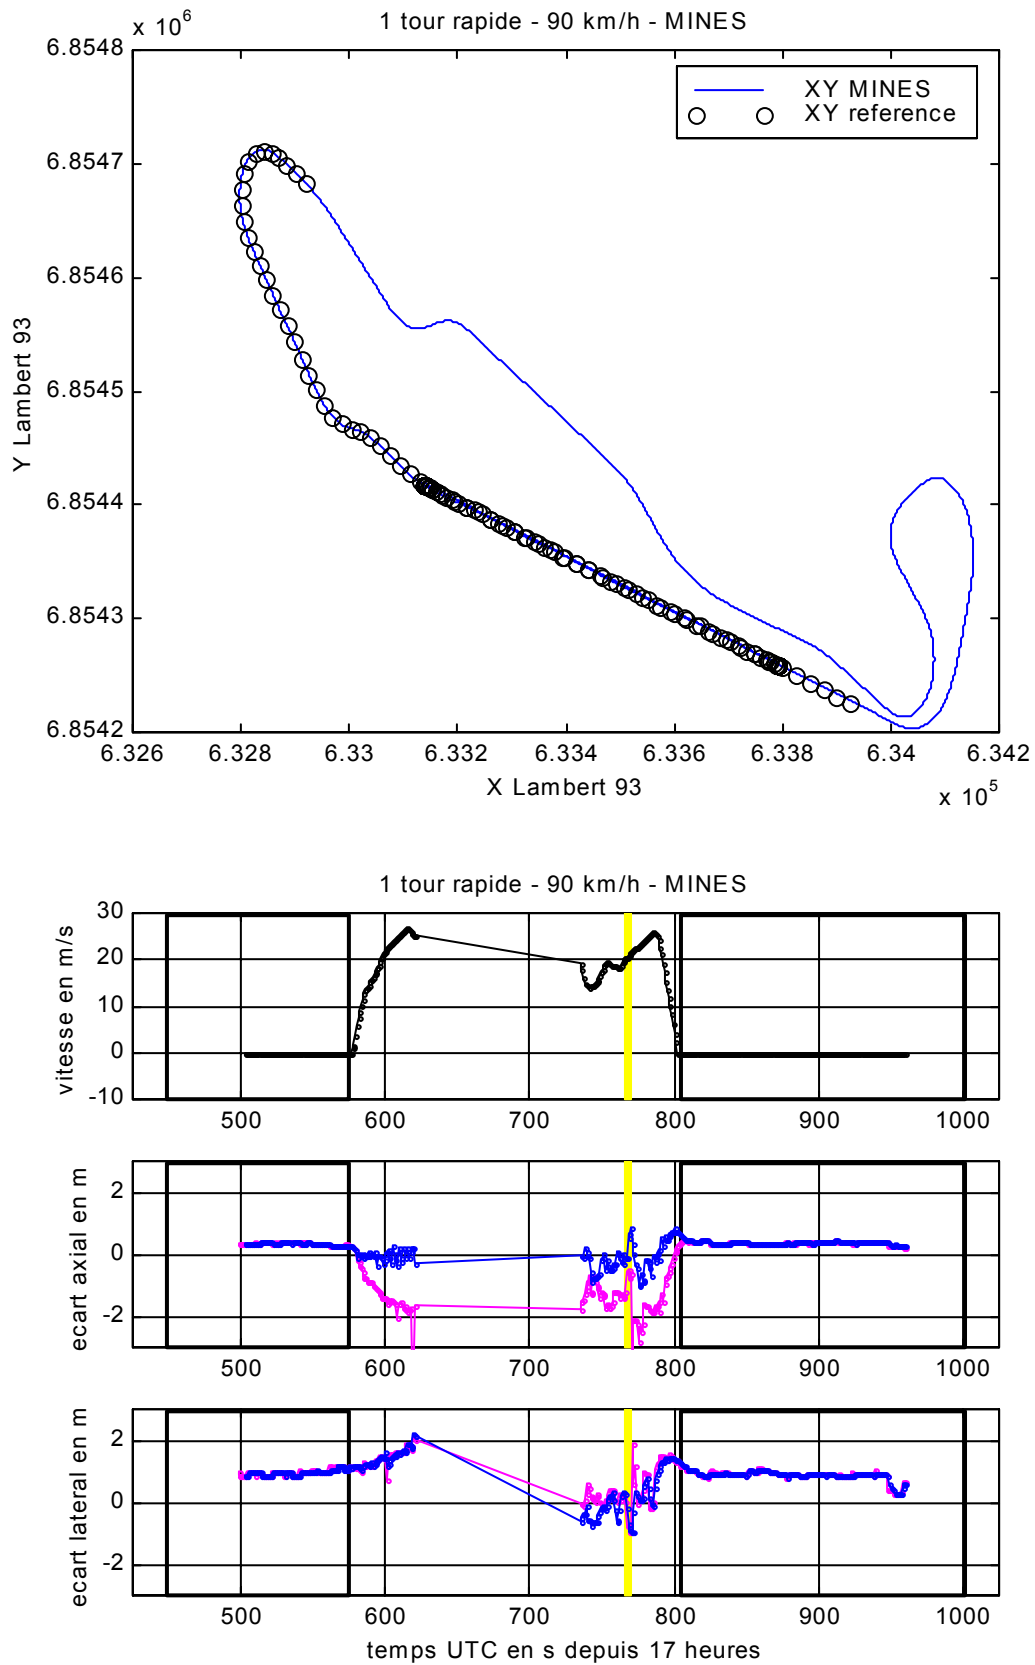 1 tour rapide - 90 km/h - MINES
x 10^6
6.8548
XY MINES
XY reference
6.8547
6.8546
6.8545
6.8544
6.8543
6.8542
Y Lambert 93
6.326 6.328 6.33 6.332 6.334 6.336 6.338 6.34 6.342
X Lambert 93
x 10^5
1 tour rapide - 90 km/h - MINES
30
20
10
0
-10
vitesse en m/s
500 600 700 800 900 1000
2
0
-2
ecart axial en m
500 600 700 800 900 1000
2
0
-2
ecart lateral en m
500 600 700 800 900 1000
temps UTC en s depuis 17 heures